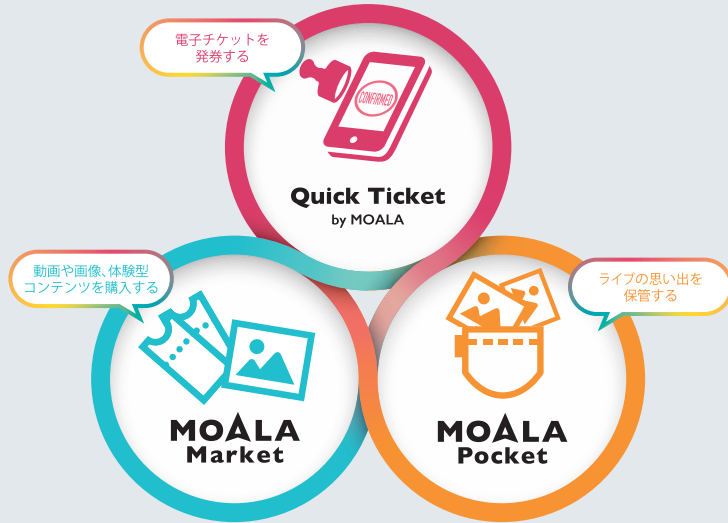 電子チケットを
発券する
CONFIRMED
Quick Ticket
by MOALA
動画や画像、体験型
コンテンツを購入する
MOALA
Market
ライブの思い出を
保管する
MOALA
Pocket